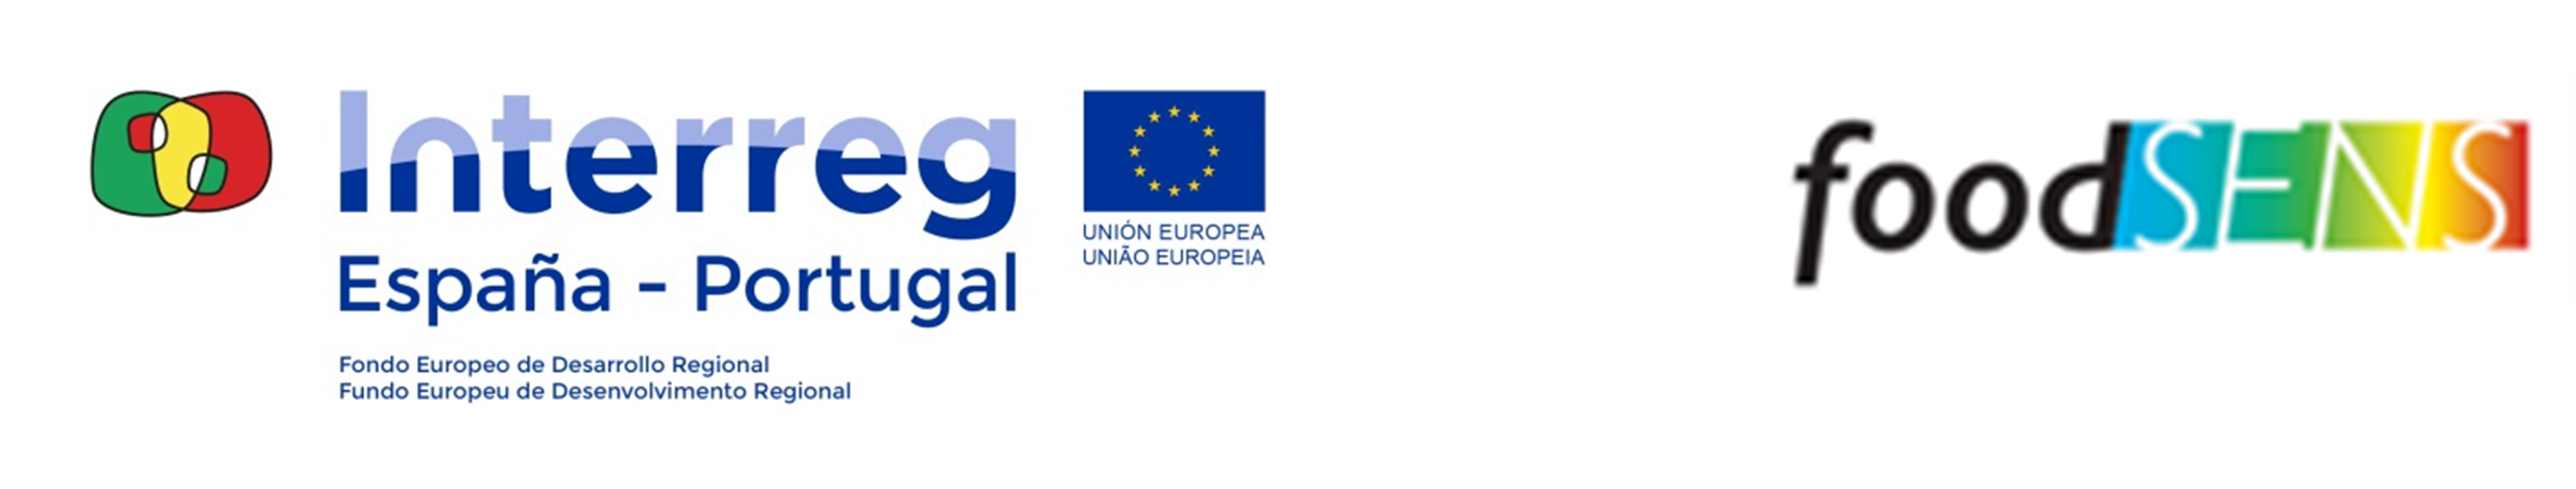 Interreg
España - Portugal
Fondo Europeo de Desarrollo Regional
Fundo Europeu de Desenvolvimento Regional
UNIÓN EUROPEA
UNIÃO EUROPEIA
foodSENS